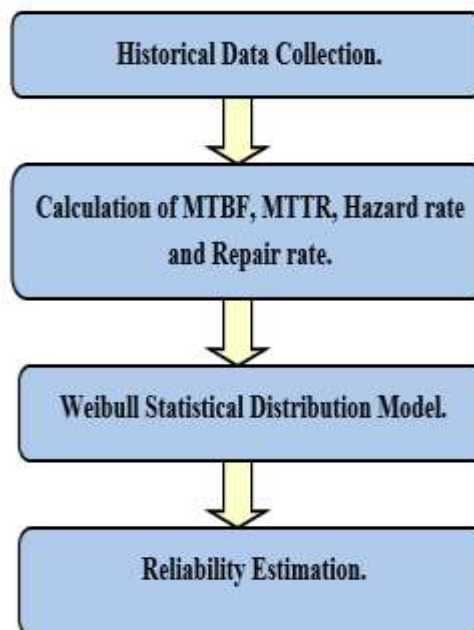 Historical Data Collection.
Calculation of MTBF, MTTR, Hazard rate
and Repair rate.
Weibull Statistical Distribution Model.
Reliability Estimation.